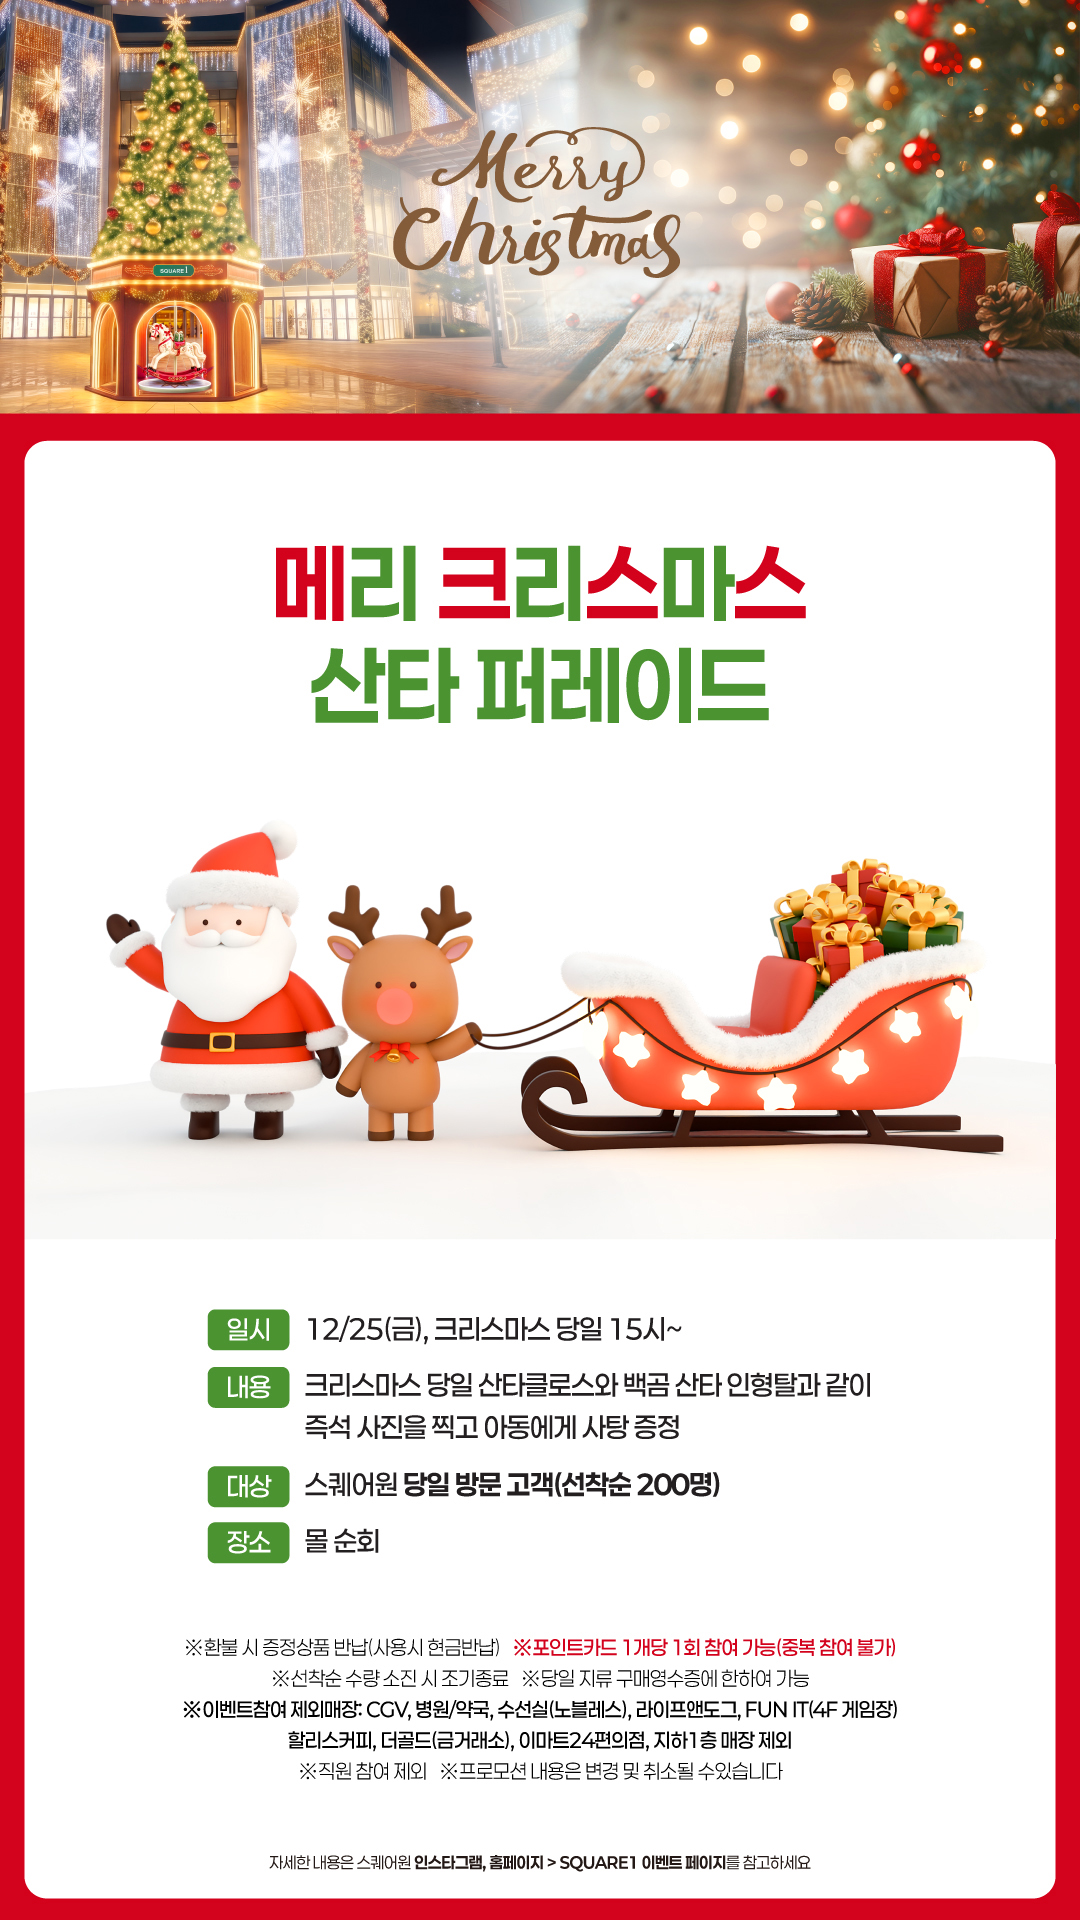 Merry
Christmas
SQUARE1
메리 크리스마스
산타 퍼레이드
일시 12/25(금), 크리스마스 당일 15시~
내용 크리스마스 당일 산타클로스와 백곰 산타 인형탈과 같이
즉석 사진을 찍고 아동에게 사탕 증정
대상 스퀘어원 당일 방문 고객(선착순 200명)
장소 몰 순회
※환불 시 증정상품 반납(사용시 현금반납) ※포인트카드 1개당 1회 참여 가능(중복 참여 불가)
※선착순 수량 소진 시 조기종료 ※당일 지류 구매영수증에 한하여 가능
※이벤트참여 제외매장: CGV, 병원/약국, 수선실(노블레스), 라이프앤도그, FUN IT(4F 게임장)
할리스커피, 더골드(금거래소), 이마트24편의점, 지하1층 매장 제외
※직원 참여 제외 ※프로모션 내용은 변경 및 취소될 수있습니다
자세한 내용은 스퀘어원 인스타그램, 홈페이지 > SQUARE1 이벤트 페이지를 참고하세요